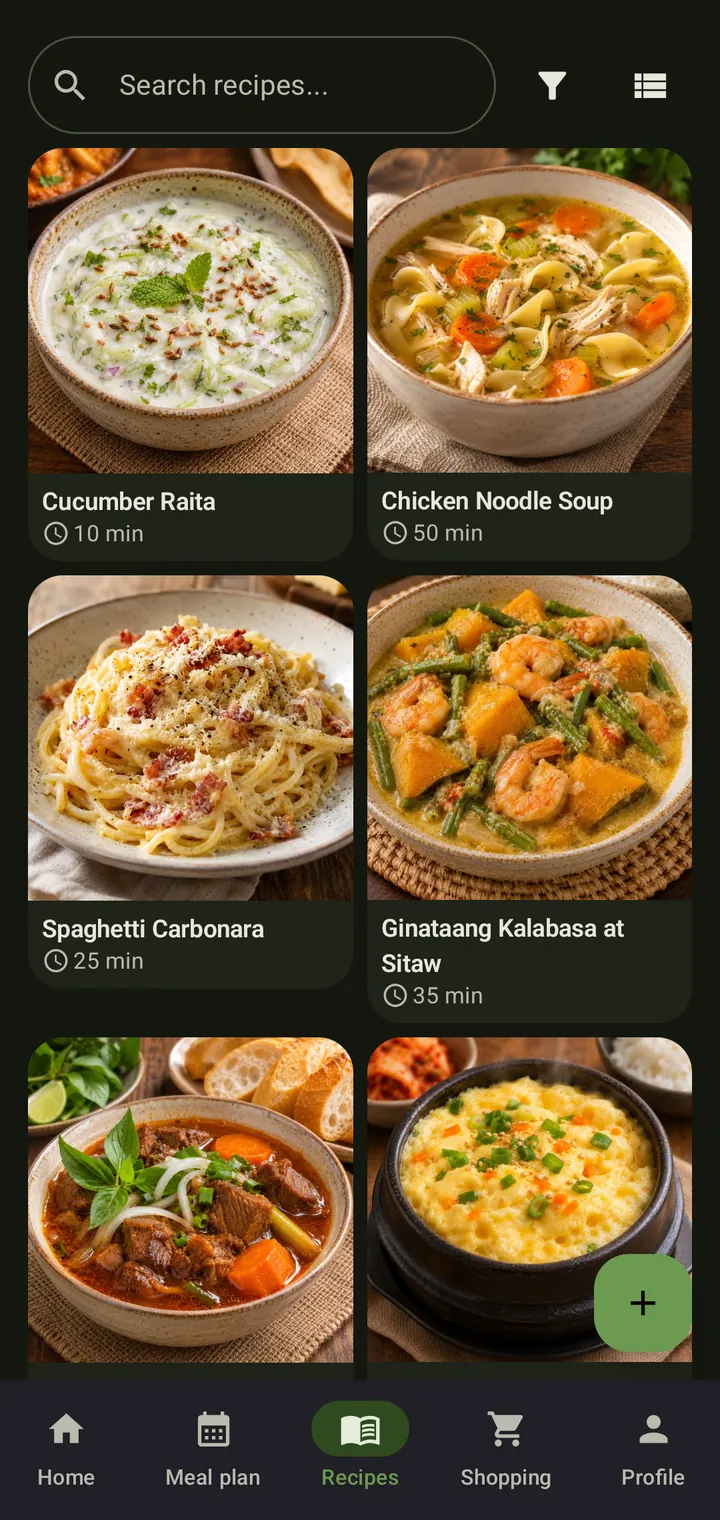 Search recipes...
Cucumber Raita
10 min
Chicken Noodle Soup
50 min
Spaghetti Carbonara
25 min
Ginataang Kalabasa at
Sitaw
35 min
Home
Meal plan
Recipes
Shopping
Profile